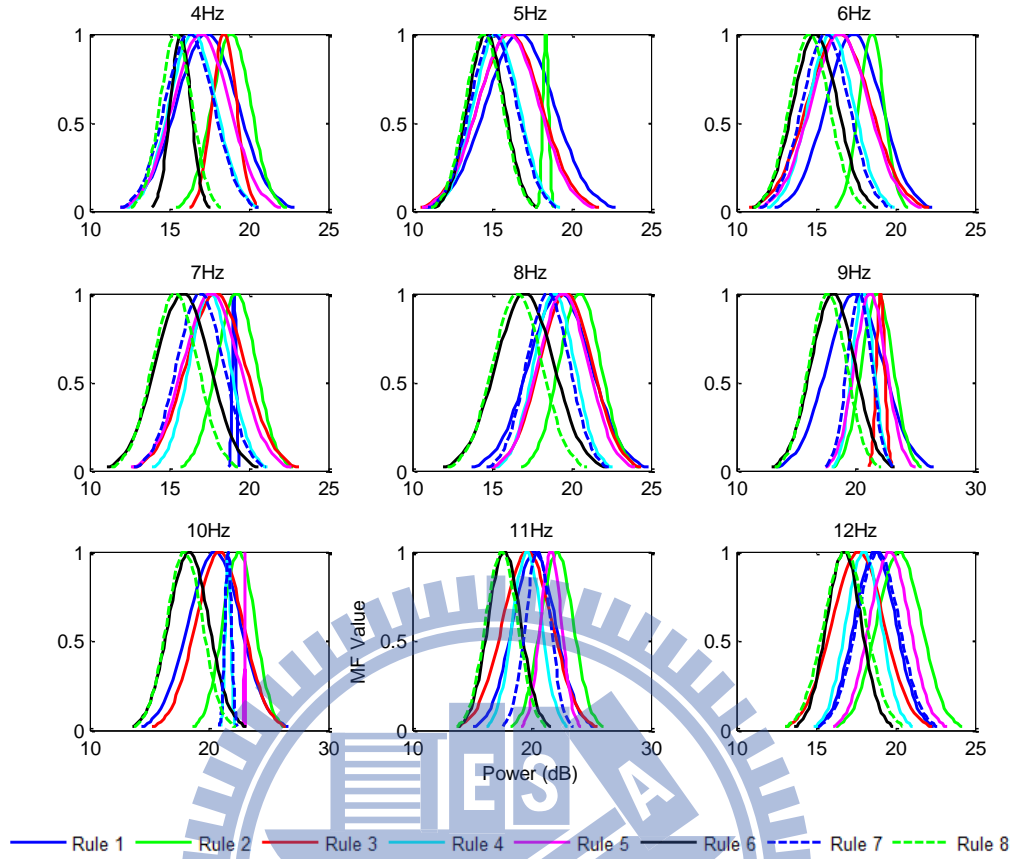 4Hz 5Hz 6Hz
1 1 1
0.5 0.5 0.5
0 0 0
10 15 20 25 10 15 20 25 10 15 20 25
7Hz 8Hz 9Hz
1 1 1
0.5 0.5 0.5
0 0 0
10 15 20 25 10 15 20 25 10 20 30
10Hz 11Hz 12Hz
1 1 1
0.5 0.5 0.5
0 0 0
10 20 30 10 20 30 10 15 20 25
MF Value
Power (dB)
E S A
Rule 1 Rule 2 Rule 3 Rule 4 Rule 5 Rule 6 Rule 7 Rule 8